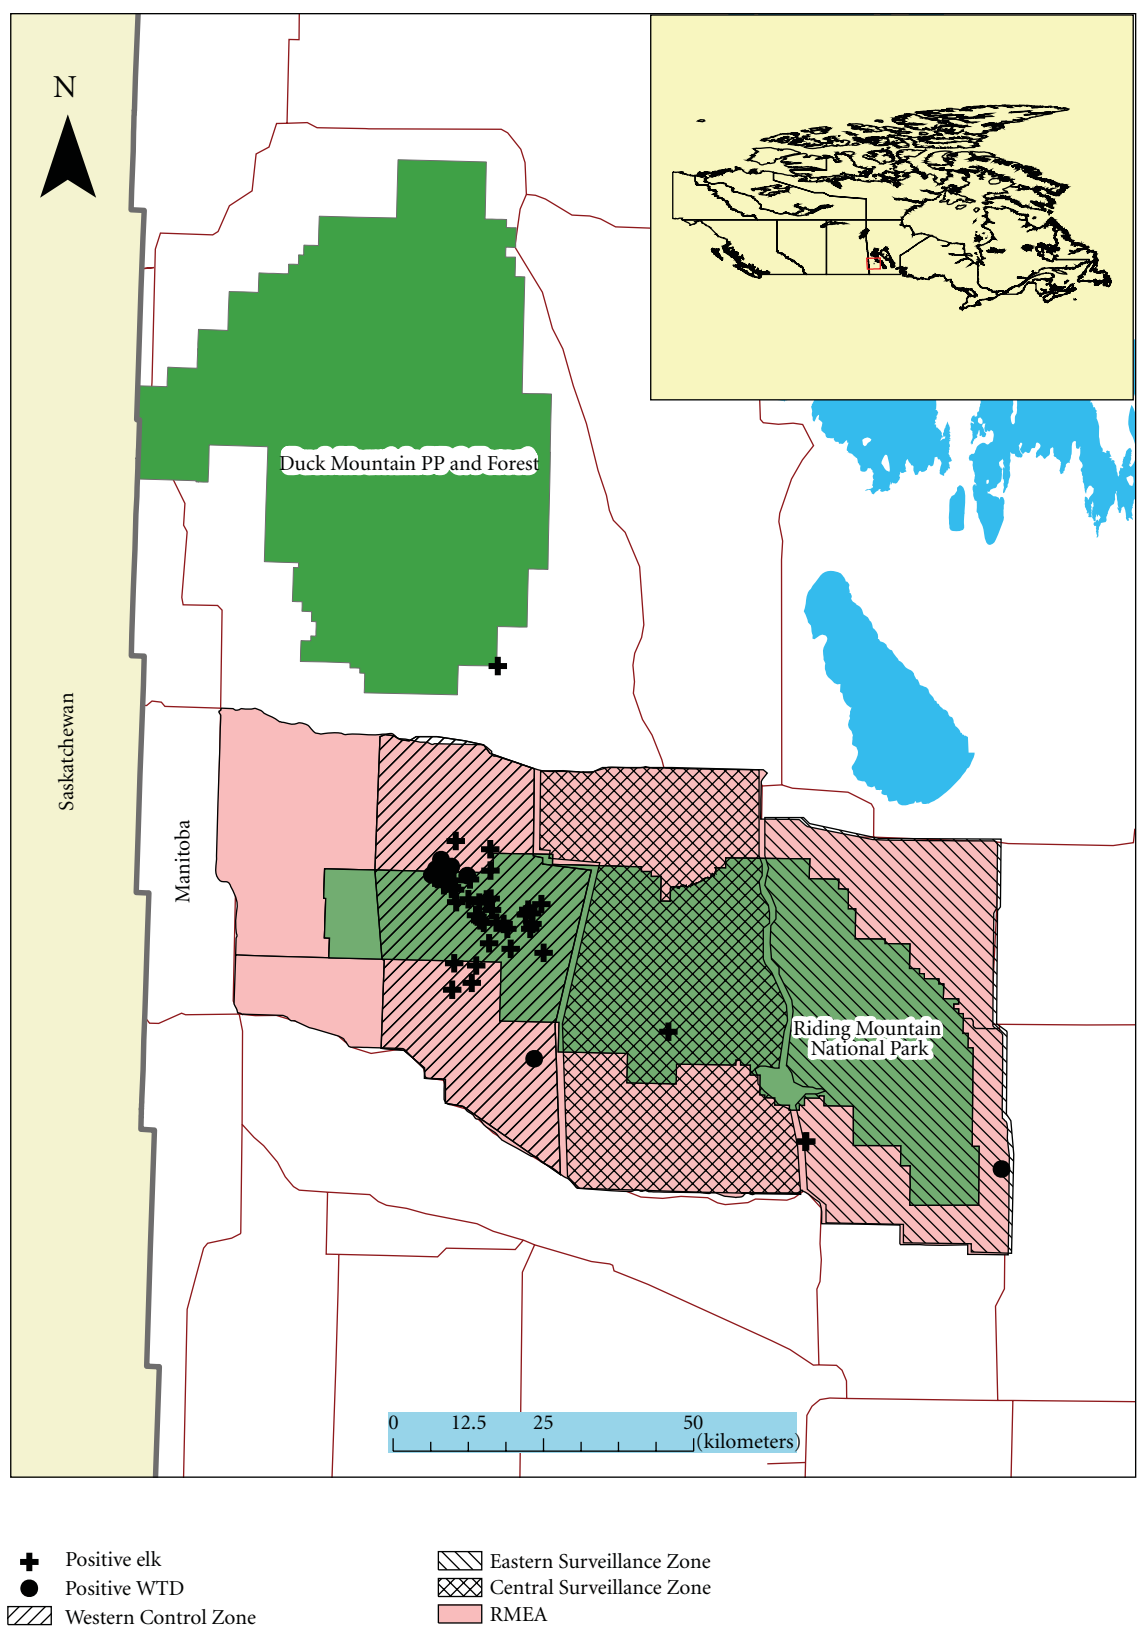 N
Duck Mountain PP and Forest
Saskatchewan
Manitoba
Riding Mountain
National Park
0 12.5 25 50
(kilometers)
Positive elk
Positive WTD
Western Control Zone
Eastern Surveillance Zone
Central Surveillance Zone
RMEA